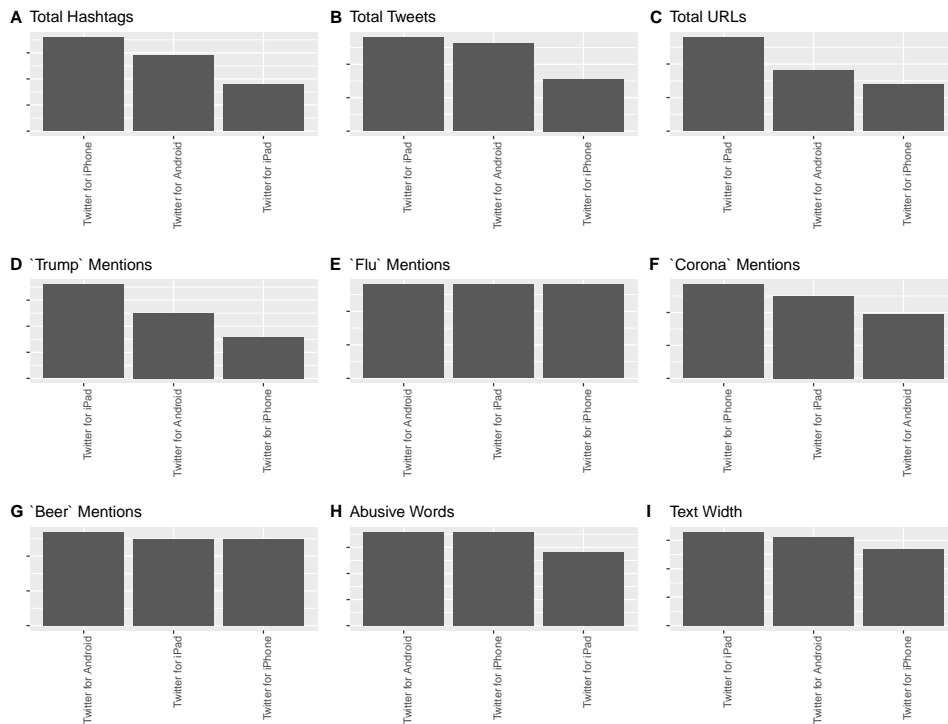 A Total Hashtags
B Total Tweets
C Total URLs
Twitter for iPhone
Twitter for Android
Twitter for iPad
Twitter for iPad
Twitter for Android
Twitter for iPhone
Twitter for iPad
Twitter for Android
Twitter for iPhone
D `Trump` Mentions
E `Flu` Mentions
F `Corona` Mentions
Twitter for iPad
Twitter for Android
Twitter for iPhone
Twitter for Android
Twitter for iPad
Twitter for iPhone
Twitter for iPhone
Twitter for iPad
Twitter for Android
G `Beer` Mentions
H Abusive Words
I Text Width
Twitter for Android
Twitter for iPad
Twitter for iPhone
Twitter for Android
Twitter for iPhone
Twitter for iPad
Twitter for iPad
Twitter for Android
Twitter for iPhone